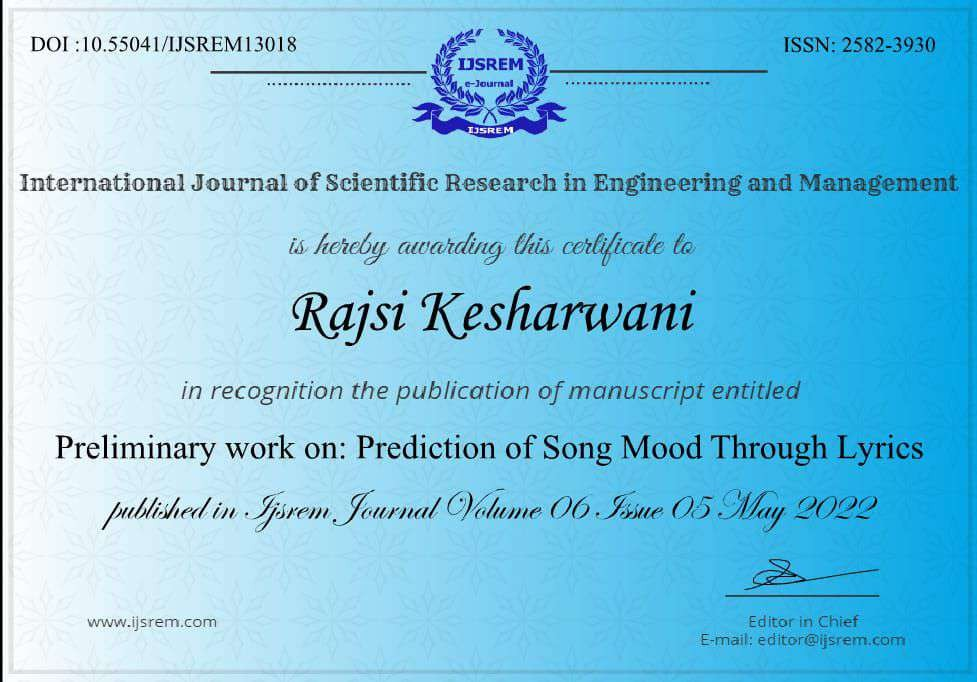 DOI :10.55041/IJSREM13018
ISSN: 2582-3930
IJSREM
e-Journal
IJSREM
International Journal of Scientific Research in Engineering and Management
is hereby awarding this certificate to
Rajsi Kesharwani
in recognition the publication of manuscript entitled
Preliminary work on: Prediction of Song Mood Through Lyrics
published in Ijsrem Journal Volume 06 Issue 05 May 2022
www.ijsrem.com
Editor in Chief
E-mail: editor@ijsrem.com